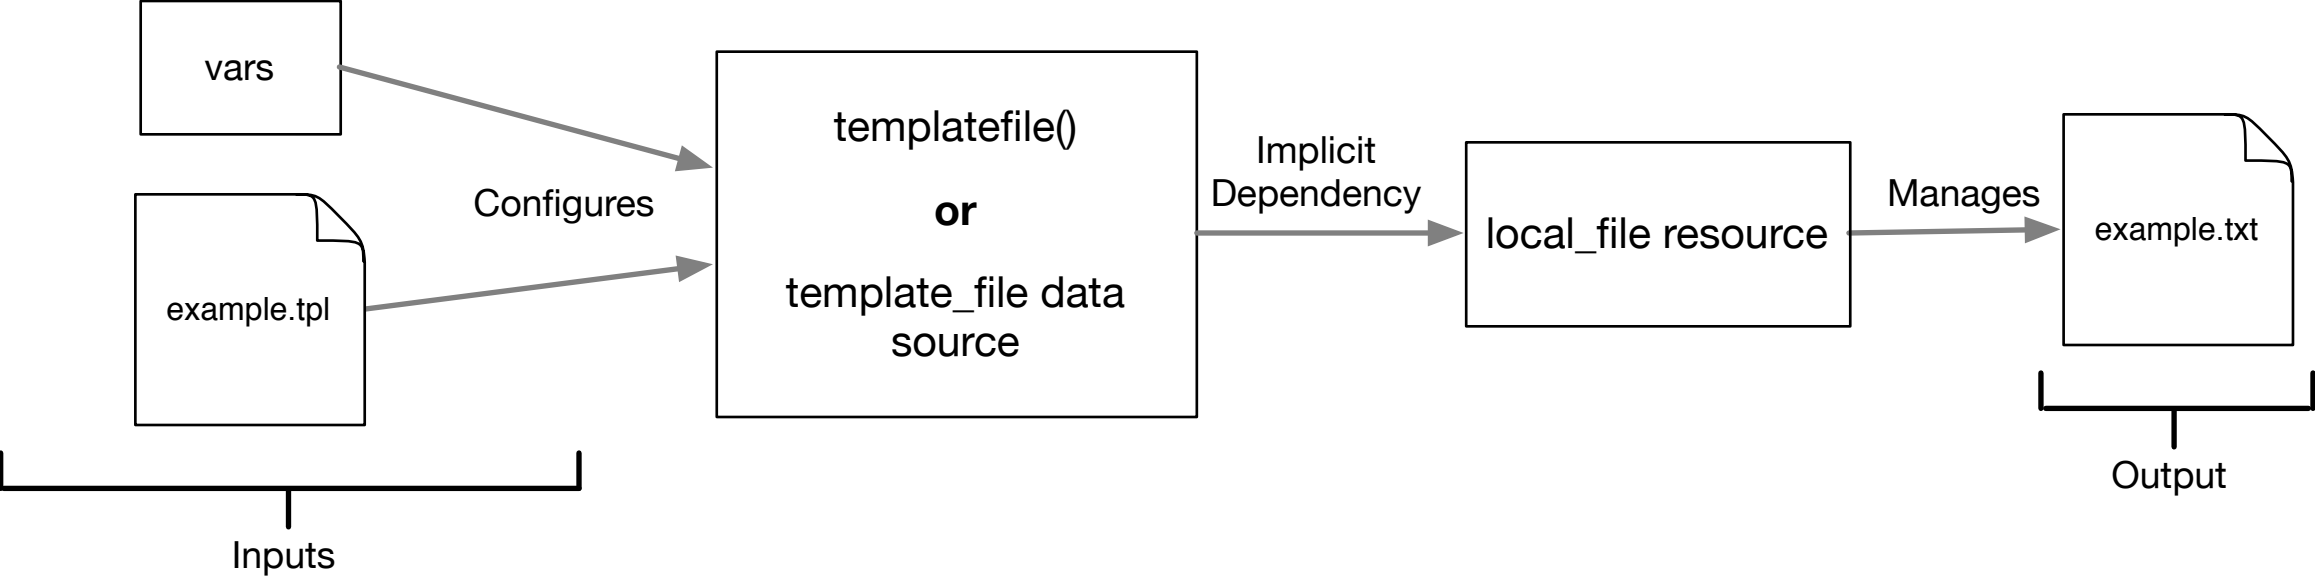 vars
example.tpl
Configures
Inputs
templatefile()
or
template_file data
source
Implicit
Dependency
local_file resource
Manages
example.txt
Output